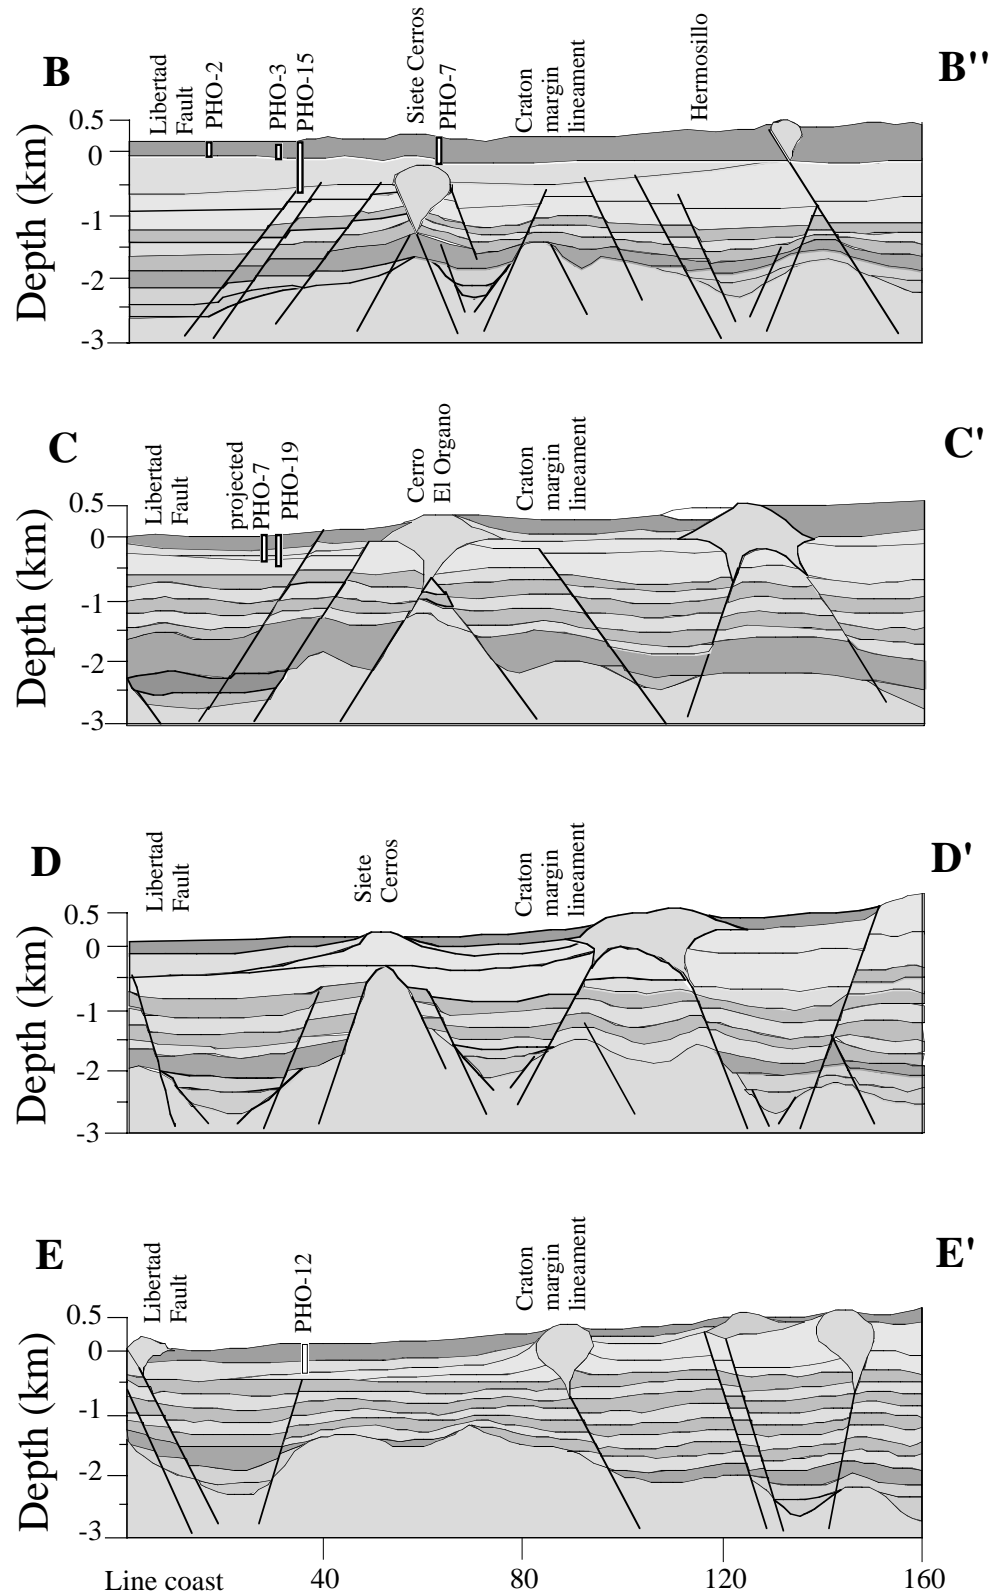 B
Libertad
Fault
PHO-2
PHO-3
PHO-15
Siete Cerros
PHO-7
Craton
margin
lineament
Hermosillo
B''
Depth (km)
0.5
0
-1
-2
-3
C
Libertad
Fault
projected
PHO-7
PHO-19
Cerro
El Organo
Craton
margin
lineament
C'
Depth (km)
0.5
0
-1
-2
-3
D
Libertad
Fault
Siete
Cerros
Craton
margin
lineament
D'
Depth (km)
0.5
0
-1
-2
-3
E
Libertad
Fault
PHO-12
Craton
margin
lineament
E'
Depth (km)
0.5
0
-1
-2
-3
Line coast 40 80 120 160